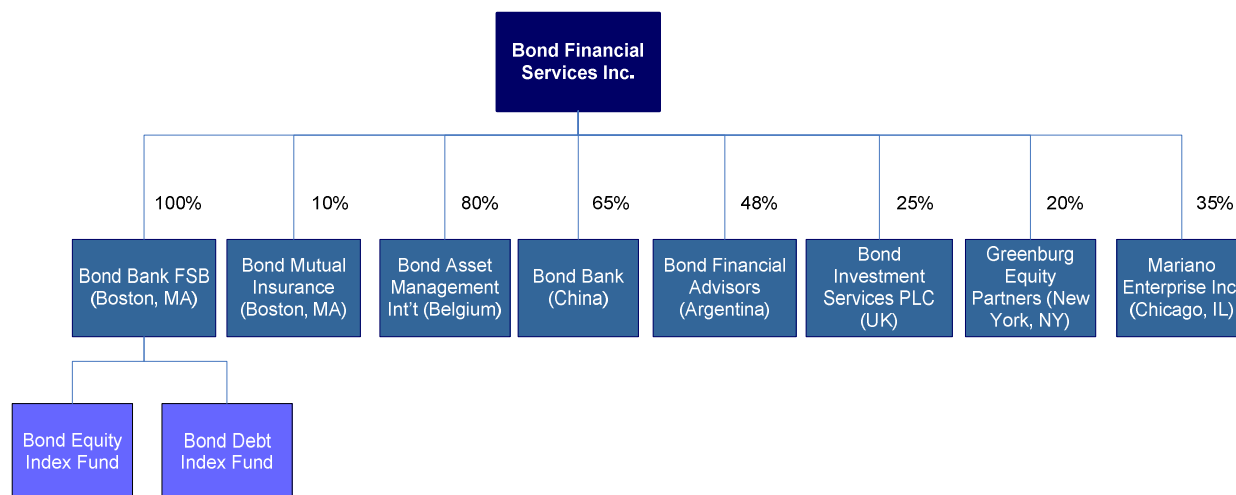 Bond Financial
Services Inc.
100%
10%
80%
65%
48%
25%
20%
35%
Bond Bank FSB
(Boston, MA)
Bond Mutual
Insurance
(Boston, MA)
Bond Asset
Management
Int't (Belgium)
Bond Bank
(China)
Bond Financial
Advisors
(Argentina)
Bond
Investment
Services PLC
(UK)
Greenburg
Equity
Partners (New
York, NY)
Mariano
Enterprise Inc
(Chicago, IL)
Bond Equity
Index Fund
Bond Debt
Index Fund